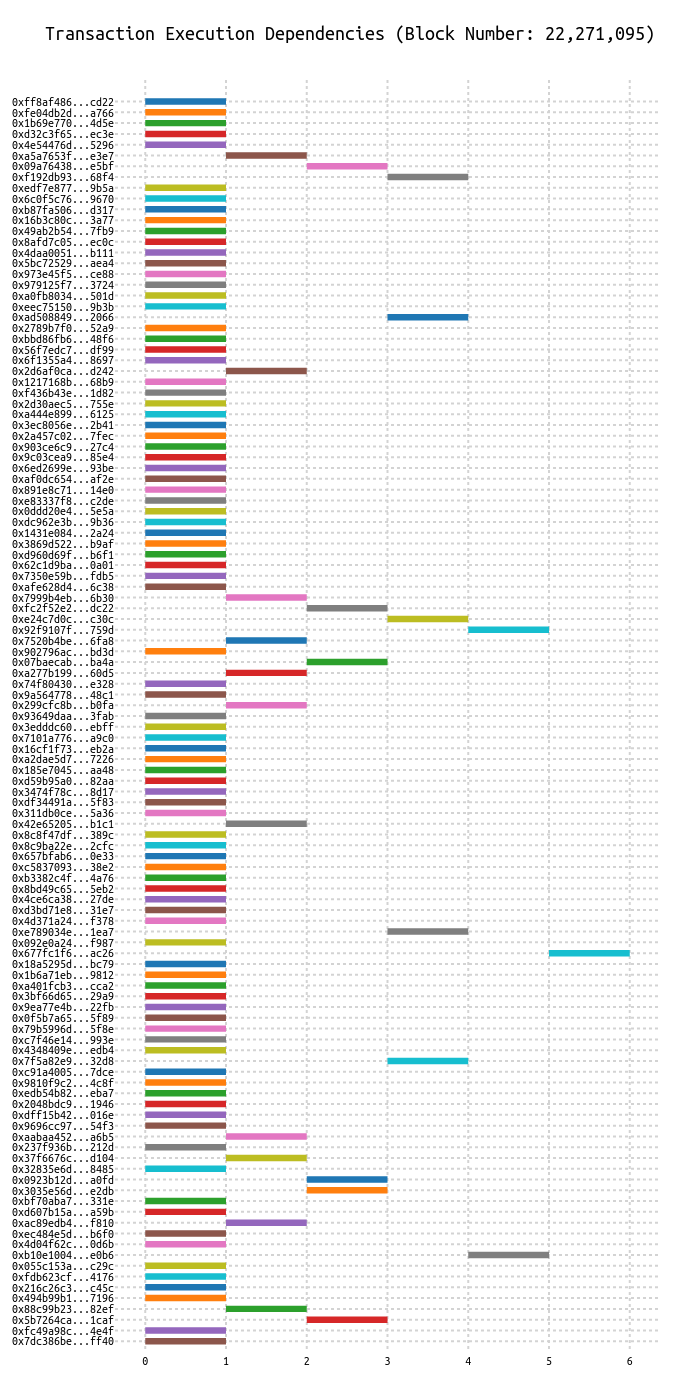 Transaction Execution Dependencies (Block Number: 22,271,095)
0xff8af486...cd22
0xfe04db2d...a766
0x1b69e770...4d5e
0xd32c3f65...ec3e
0x4e54476d...5296
0xa5a7653f...e3e7
0x09a76438...e5bf
0xf192db93...68f4
0xedf7e877...9b5a
0x6c0f5c76...9670
0xb87fa506...d317
0x16b3c80c...3a77
0x49ab2b54...7fb9
0x8afd7c05...ec0c
0x4daa0051...b111
0x5bc72529...aea4
0x973e45f5...ce88
0x979125f7...3724
0xa0fb8034...501d
0xeec75150...9b3b
0xad508849...2066
0x2789b7f0...52a9
0xbbd86fb6...48f6
0x56f7edc7...df99
0x6f1355a4...8697
0x2d6af0ca...d242
0x1217168b...68b9
0xf436b43e...1d82
0x2d30aec5...755e
0xa444e899...6125
0x3ec8056e...2b41
0x2a457c02...7fec
0x903ce6c9...27c4
0x9c03cea9...85e4
0x6ed2699e...93be
0xaf0dc654...af2e
0x891e8c71...14e0
0xe83337f8...c2de
0x0ddd20e4...5e5a
0xdc962e3b...9b36
0x1431e084...2a24
0x3869d522...b9af
0xd960d69f...b6f1
0x62c1d9ba...0a01
0x7350e59b...fdb5
0xafe628d4...6c38
0x7999b4eb...6b30
0xfc2f52e2...dc22
0xe24c7d0c...c30c
0x92f9107f...759d
0x7520b4be...6fa8
0x902796ac...bd3d
0x07baecab...ba4a
0xa277b199...60d5
0x74f80430...e328
0x9a564778...48c1
0x299cfc8b...b0fa
0x93649daa...3fab
0x3edddc60...ebff
0x7101a776...a9c0
0x16cf1f73...eb2a
0xa2dae5d7...7226
0x185e7045...aa48
0xd59b95a0...82aa
0x3474f78c...8d17
0xdf34491a...5f83
0x311db0ce...5a36
0x42e65205...b1c1
0x8c8f47df...389c
0x8c9ba22e...2cfc
0x657bfab6...0e33
0xc5837093...38e2
0xb3382c4f...4a76
0x8bd49c65...5eb2
0x4ce6ca38...27de
0xd3bd71e8...31e7
0x4d371a24...f378
0xe789034e...1ea7
0x092e0a24...f987
0x677fc1f6...ac26
0x18a5295d...bc79
0x1b6a71eb...9812
0xa401fcb3...cca2
0x3bf66d65...29a9
0x9ea77e4b...22fb
0x0f5b7a65...5f89
0x79b5996d...5f8e
0xc7f46e14...993e
0x4348409e...edb4
0x7f5a82e9...32d8
0xc91a4005...7dce
0x9810f9c2...4c8f
0xedb54b82...eba7
0x2048bdc9...1946
0xdff15b42...016e
0x9696cc97...54f3
0xaabaa452...a6b5
0x237f936b...212d
0x37f6676c...d104
0x32835e6d...8485
0x0923b12d...a0fd
0x3035e56d...e2db
0xbf70aba7...331e
0xd607b15a...a59b
0xac89edb4...f810
0xec484e5d...b6f0
0x4d04f62c...0d6b
0xb10e1004...e0b6
0x055c153a...c29c
0xfdb623cf...4176
0x216c26c3...c45c
0x494b99b1...7196
0x88c99b23...82ef
0x5b7264ca...1caf
0xfc49a98c...4e4f
0x7dc386be...ff40
0 1 2 3 4 5 6